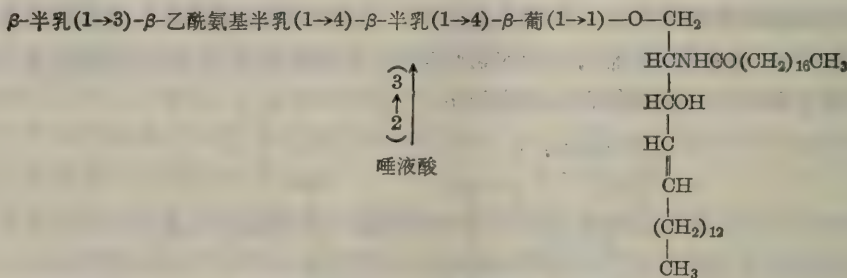 β-半乳(1→3)-β-乙酰氨基半乳(1→4)-β-半乳(1→4)-β-葡(1→1)—O—CH₂
HCNHCO(CH₂)₁₆CH₃
(2→3)
HCOH
HC
唾液酸
CH
(CH₂)₁₂
CH₃